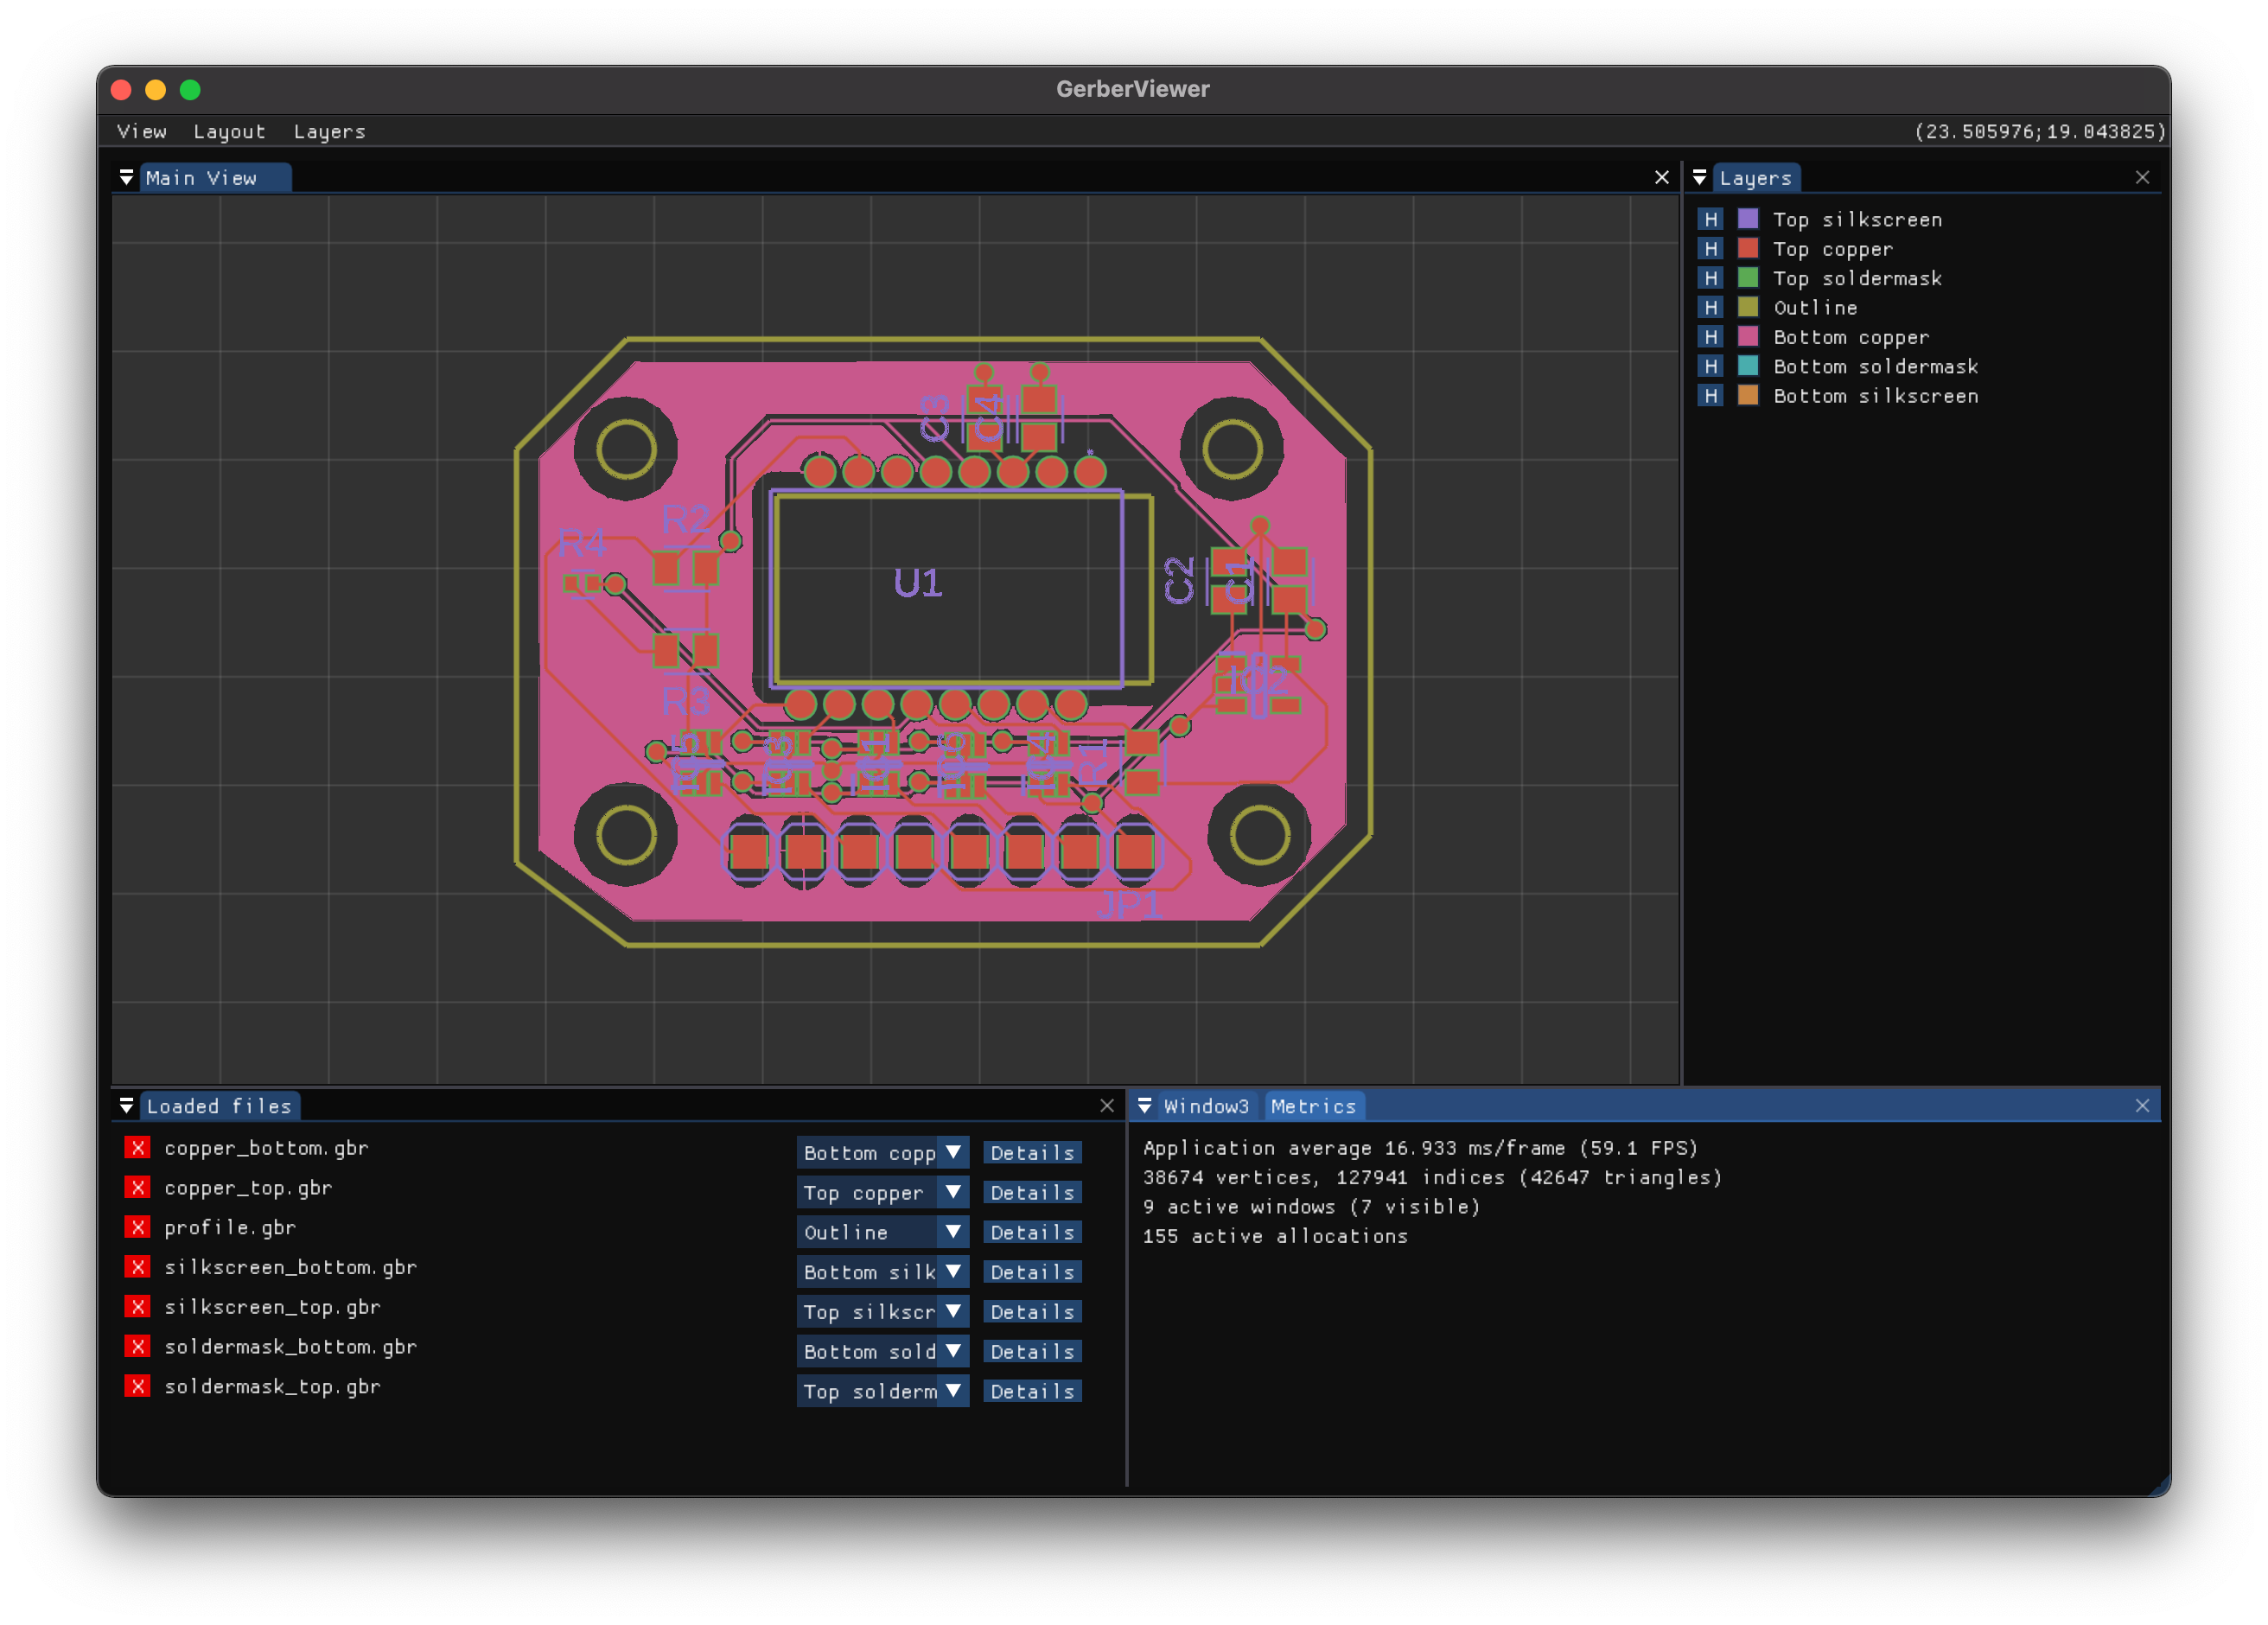 GerberViewer
View Layout Layers (23.505976;19.043825)
Main View
Layers
H Top silkscreen
H Top copper
H Top soldermask
H Outline
H Bottom copper
H Bottom soldermask
H Bottom silkscreen
C3 C4
R2
R4
U1
C2 C1
R3
R1
JP1
Loaded files
X copper_bottom.gbr Bottom copp Details
X copper_top.gbr Top copper Details
X profile.gbr Outline Details
X silkscreen_bottom.gbr Bottom silk Details
X silkscreen_top.gbr Top silkscr Details
X soldermask_bottom.gbr Bottom sold Details
X soldermask_top.gbr Top solderm Details
Window3 Metrics
Application average 16.933 ms/frame (59.1 FPS)
38674 vertices, 127941 indices (42647 triangles)
9 active windows (7 visible)
155 active allocations